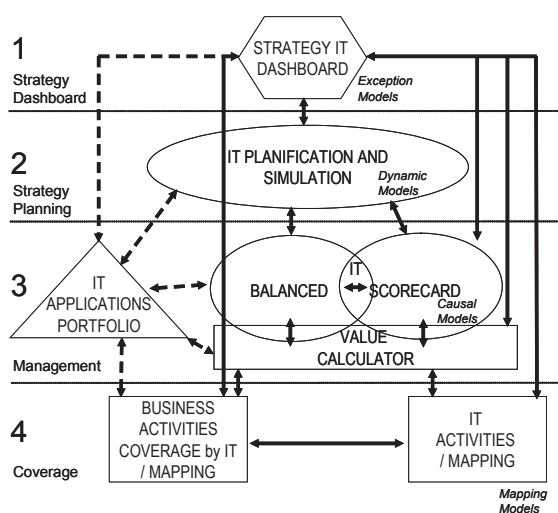 1
Strategy
Dashboard
STRATEGY IT
DASHBOARD
Exception
Models
2
Strategy
Planning
IT PLANIFICATION AND
SIMULATION
Dynamic
Models
3
Management
IT
APPLICATIONS
PORTFOLIO
IT
BALANCED SCORECARD
Causal
Models
VALUE
CALCULATOR
4
Coverage
BUSINESS
ACTIVITIES
COVERAGE by IT
/ MAPPING
IT
ACTIVITIES
/ MAPPING
Mapping
Models